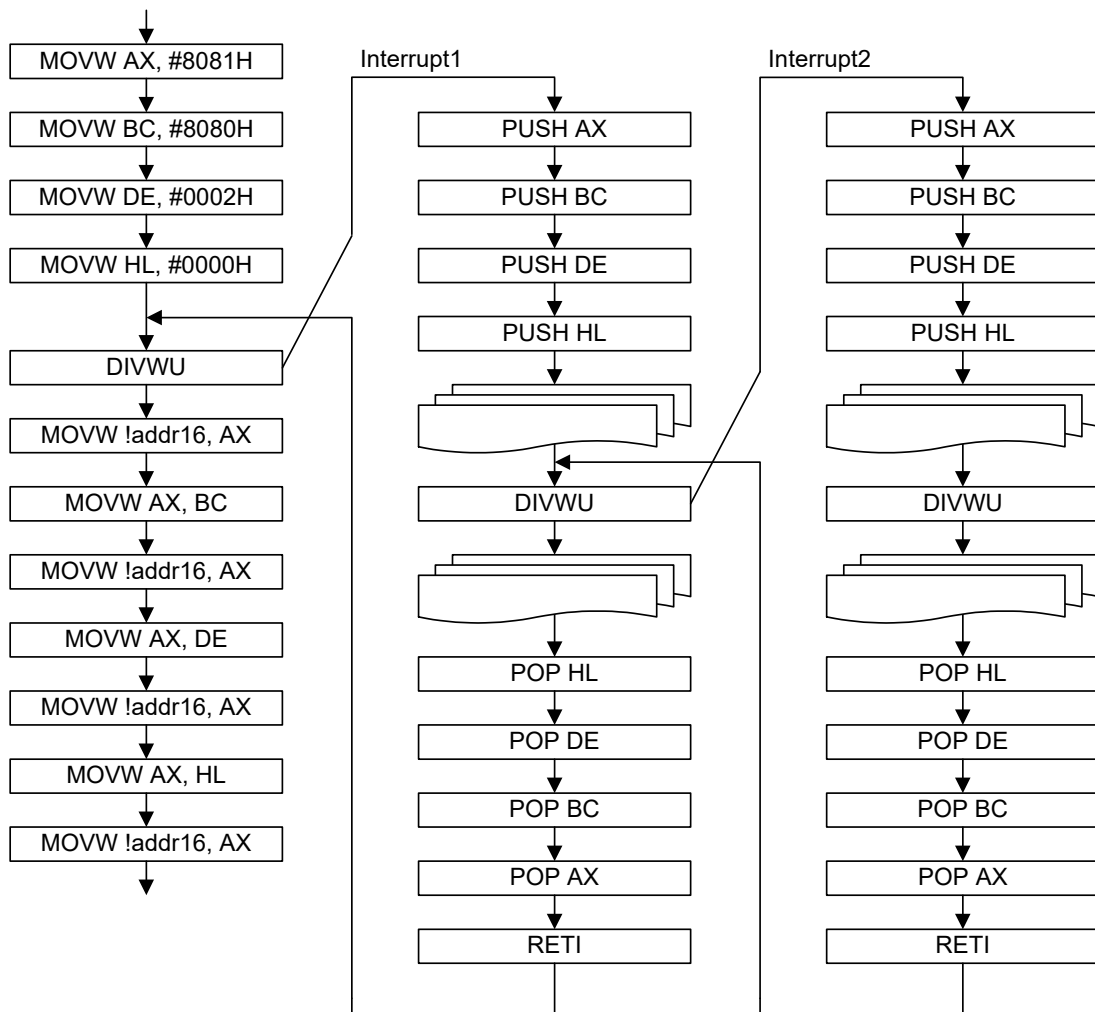 MOVW AX, #8081H
MOVW BC, #8080H
MOVW DE, #0002H
MOVW HL, #0000H
DIVWU
MOVW !addr16, AX
MOVW AX, BC
MOVW !addr16, AX
MOVW AX, DE
MOVW !addr16, AX
MOVW AX, HL
MOVW !addr16, AX
Interrupt1
PUSH AX
PUSH BC
PUSH DE
PUSH HL
DIVWU
POP HL
POP DE
POP BC
POP AX
RETI
Interrupt2
PUSH AX
PUSH BC
PUSH DE
PUSH HL
DIVWU
POP HL
POP DE
POP BC
POP AX
RETI